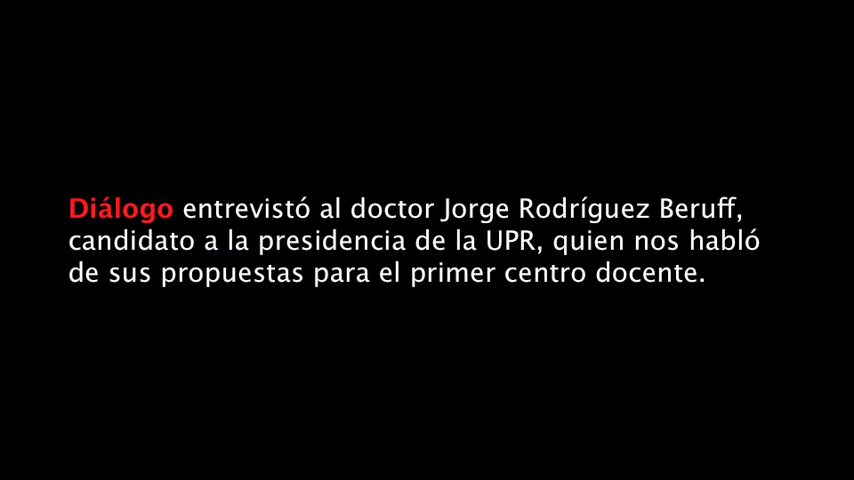 Diálogo entrevistó al doctor Jorge Rodríguez Beruff,
candidato a la presidencia de la UPR, quien nos habló
de sus propuestas para el primer centro docente.